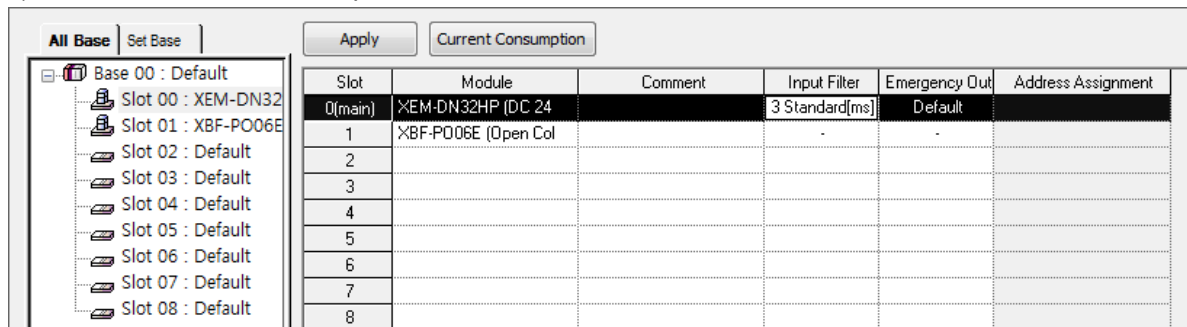 All Base Set Base
Apply Current Consumption
Base 00 : Default
Slot 00 : XEM-DN32
Slot 01 : XBF-PO06E
Slot 02 : Default
Slot 03 : Default
Slot 04 : Default
Slot 05 : Default
Slot 06 : Default
Slot 07 : Default
Slot 08 : Default
Slot Module Comment Input Filter Emergency Out Address Assignment
0(main) XEM-DN32HP (DC 24 3 Standard[ms] Default
1 XBF-PO06E (Open Col - -
2
3
4
5
6
7
8